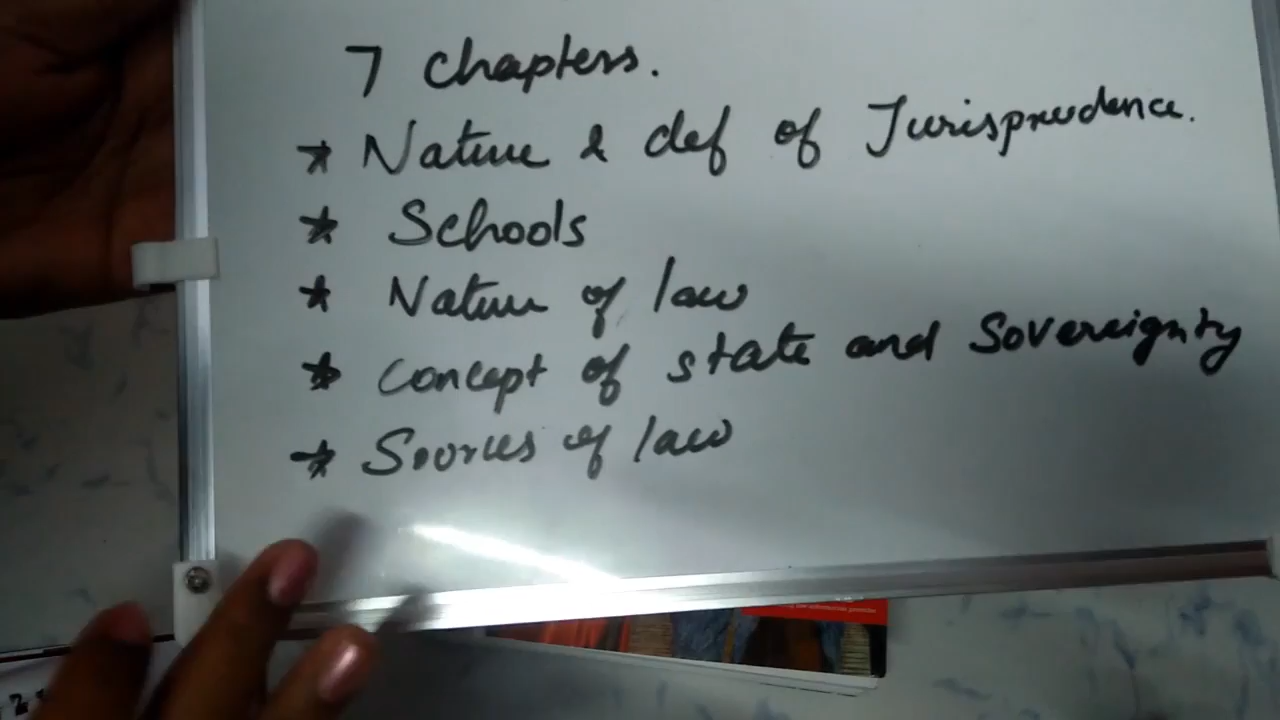 7 Chapters.
* Nature & def of Jurisprudence.
* Schools
* Nature of law
* Concept of state and Sovereignty
* Sources of law